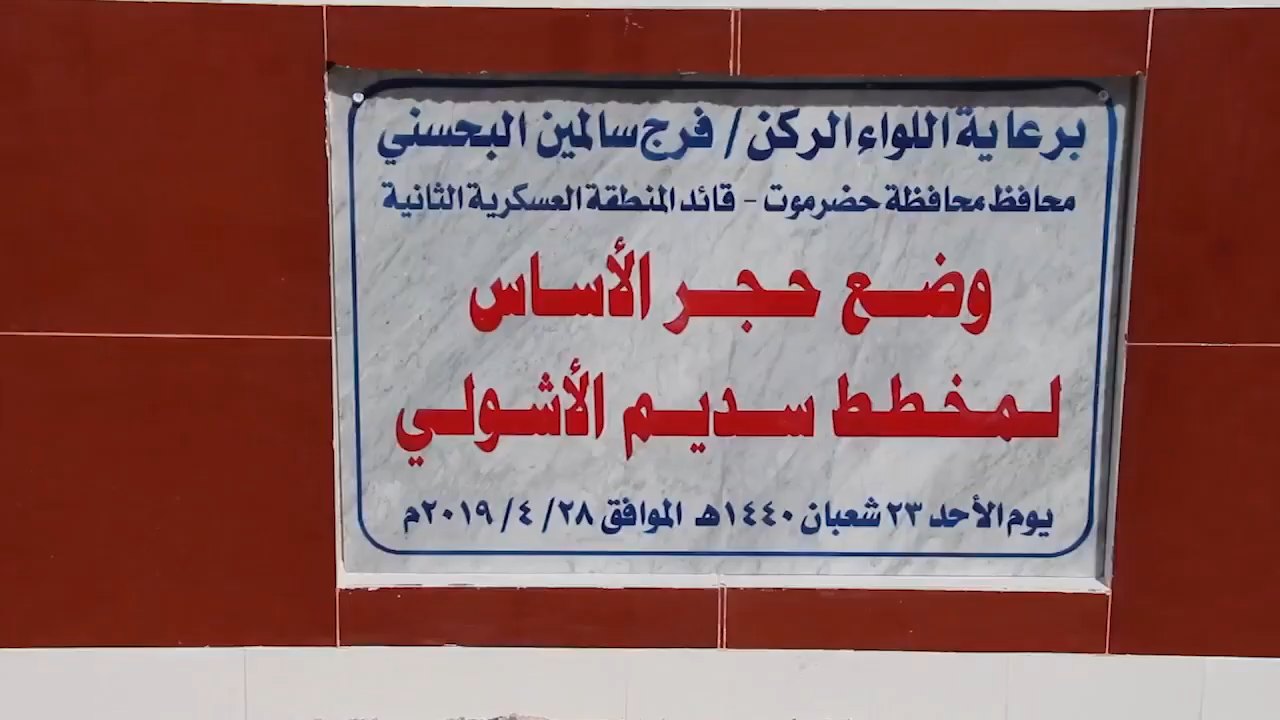 برعاية اللواء الركن / فرج سالمين البحسني
محافظ محافظة حضرموت - قائد المنطقة العسكرية الثانية
وضع حجر الأساس
لمخطط سديم الأشولي
يوم الأحد ٢٣ شعبان ١٤٤٠هـ الموافق ٢٨/ ٤ /٢٠١٩م